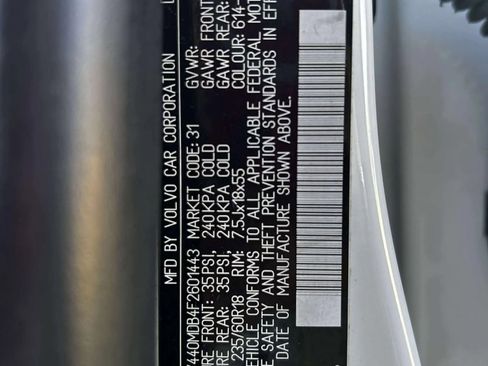 MFD BY VOLVO CAR CORPORATION
440MDB4F2601443 MARKET CODE: 31 GVWR:
RE FRONT: 35PSI, 240KPA COLD GAWR FRONT
RE REAR: 35PSI, 240KPA COLD GAWR REAR:
235/60R18 RIM: 7.5Jx18x55 COLOUR: 614-
EHICLE CONFORMS TO ALL APPLICABLE FEDERAL MOT
E SAFETY AND THEFT PREVENTION STANDARDS IN EFF
DATE OF MANUFACTURE SHOWN ABOVE.